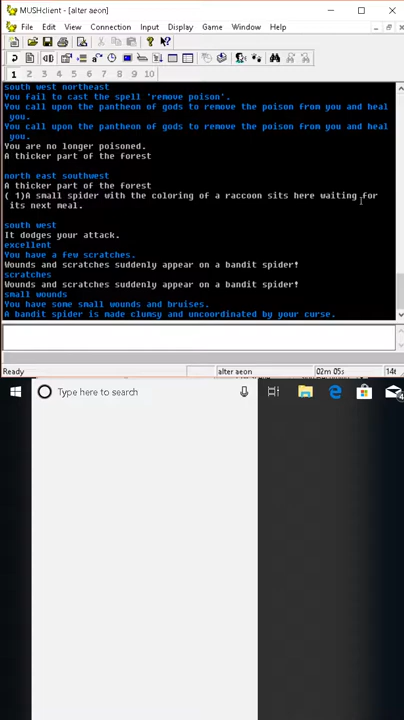 MUSHclient - [alter aeon]
File Edit View Connection Input Display Game Window Help
1 2 3 4 5 6 7 8 9 10
south west northeast
You fail to cast the spell 'remove poison'.
You call upon the pantheon of gods to remove the poison from you and heal
you.
You call upon the pantheon of gods to remove the poison from you and heal
you.
You are no longer poisoned.
A thicker part of the forest
north east southwest
A thicker part of the forest
( 1)A small spider with the coloring of a raccoon sits here waiting for
its next meal.
south west
It dodges your attack.
excellent
You have a few scratches.
Wounds and scratches suddenly appear on a bandit spider!
scratches
Wounds and scratches suddenly appear on a bandit spider!
small wounds
You have some small wounds and bruises.
A bandit spider is made clumsy and uncoordinated by your curse.
Ready alter aeon 02m 05s
Type here to search